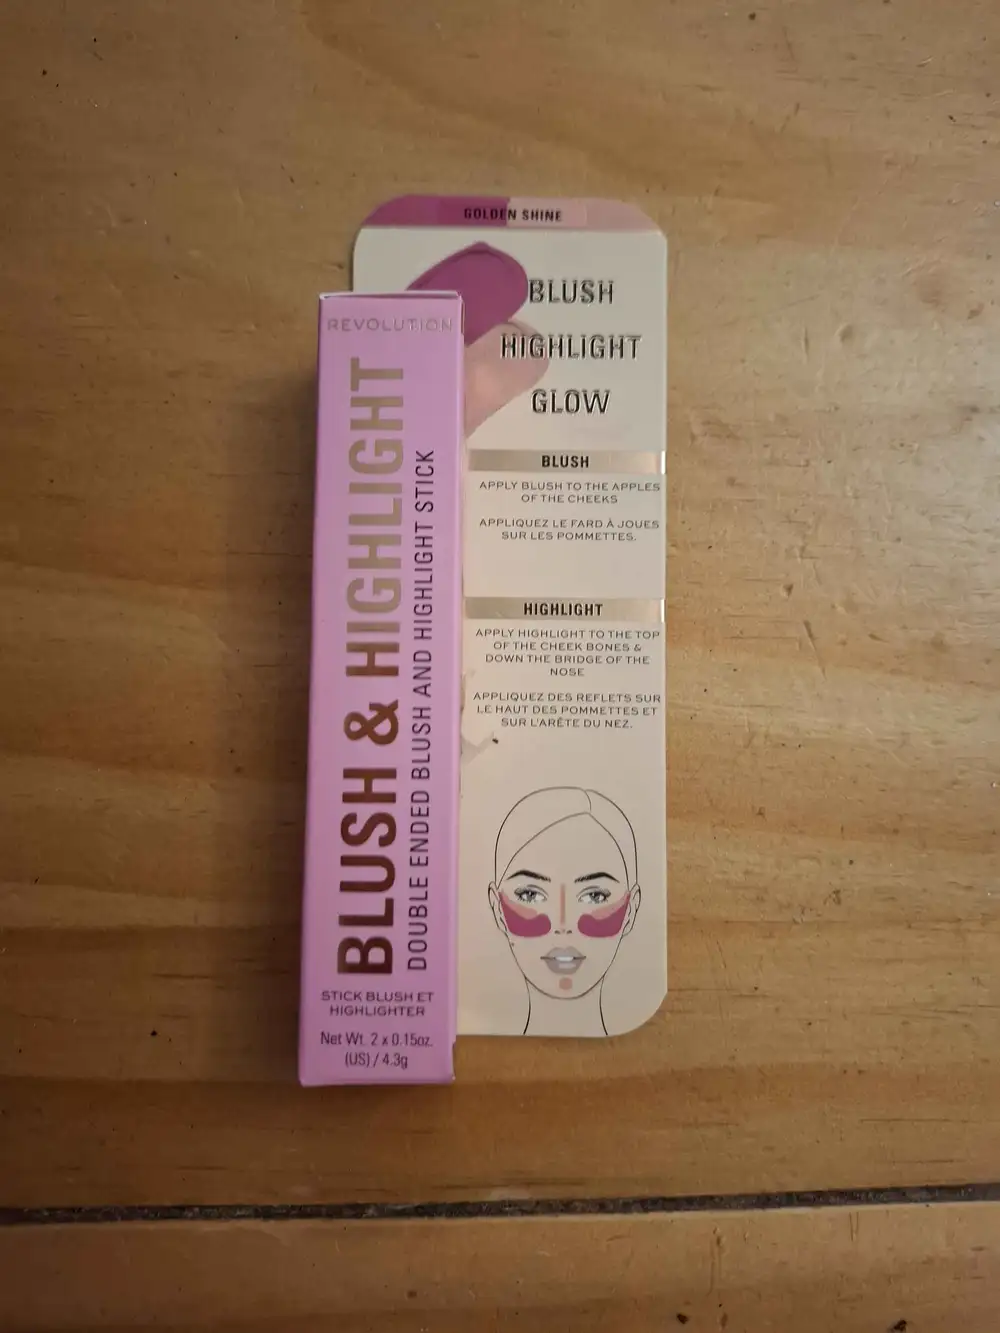 REVOLUTION
BLUSH & HIGHLIGHT
DOUBLE ENDED BLUSH AND HIGHLIGHT STICK
STICK BLUSH ET
HIGHLIGHTER
Net Wt. 2 x 0.15oz.
(US) / 4.3g
GOLDEN SHINE
BLUSH
HIGHLIGHT
GLOW
BLUSH
APPLY BLUSH TO THE APPLES
OF THE CHEEKS
APPLIQUEZ LE FARD À JOUES
SUR LES POMMETTES.
HIGHLIGHT
APPLY HIGHLIGHT TO THE TOP
OF THE CHEEK BONES &
DOWN THE BRIDGE OF THE
NOSE
APPLIQUEZ DES REFLETS SUR
LE HAUT DES POMMETTES ET
SUR L'ARÊTE DU NEZ.